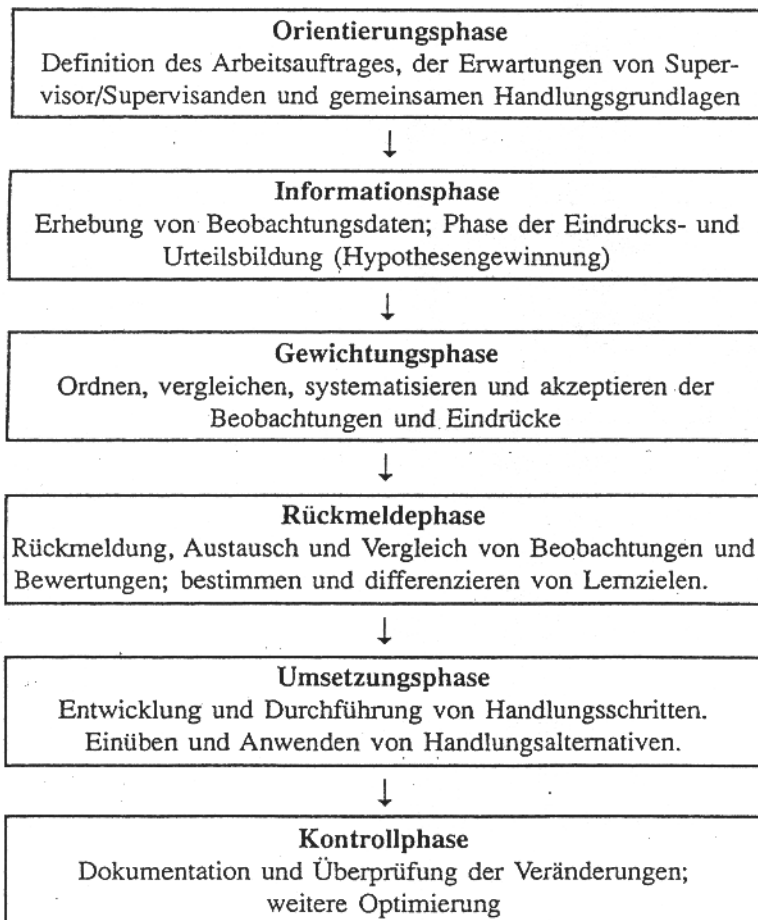 Orientierungsphase
Definition des Arbeitsauftrages, der Erwartungen von Super-
visor/Supervisanden und gemeinsamen Handlungsgrundlagen
↓
Informationsphase
Erhebung von Beobachtungsdaten; Phase der Eindrucks- und
Urteilsbildung (Hypothesengewinnung)
↓
Gewichtungsphase
Ordnen, vergleichen, systematisieren und akzeptieren der
Beobachtungen und Eindrücke
↓
Rückmeldephase
Rückmeldung, Austausch und Vergleich von Beobachtungen und
Bewertungen; bestimmen und differenzieren von Lernzielen.
↓
Umsetzungsphase
Entwicklung und Durchführung von Handlungsschritten.
Einüben und Anwenden von Handlungsalternativen.
↓
Kontrollphase
Dokumentation und Überprüfung der Veränderungen;
weitere Optimierung